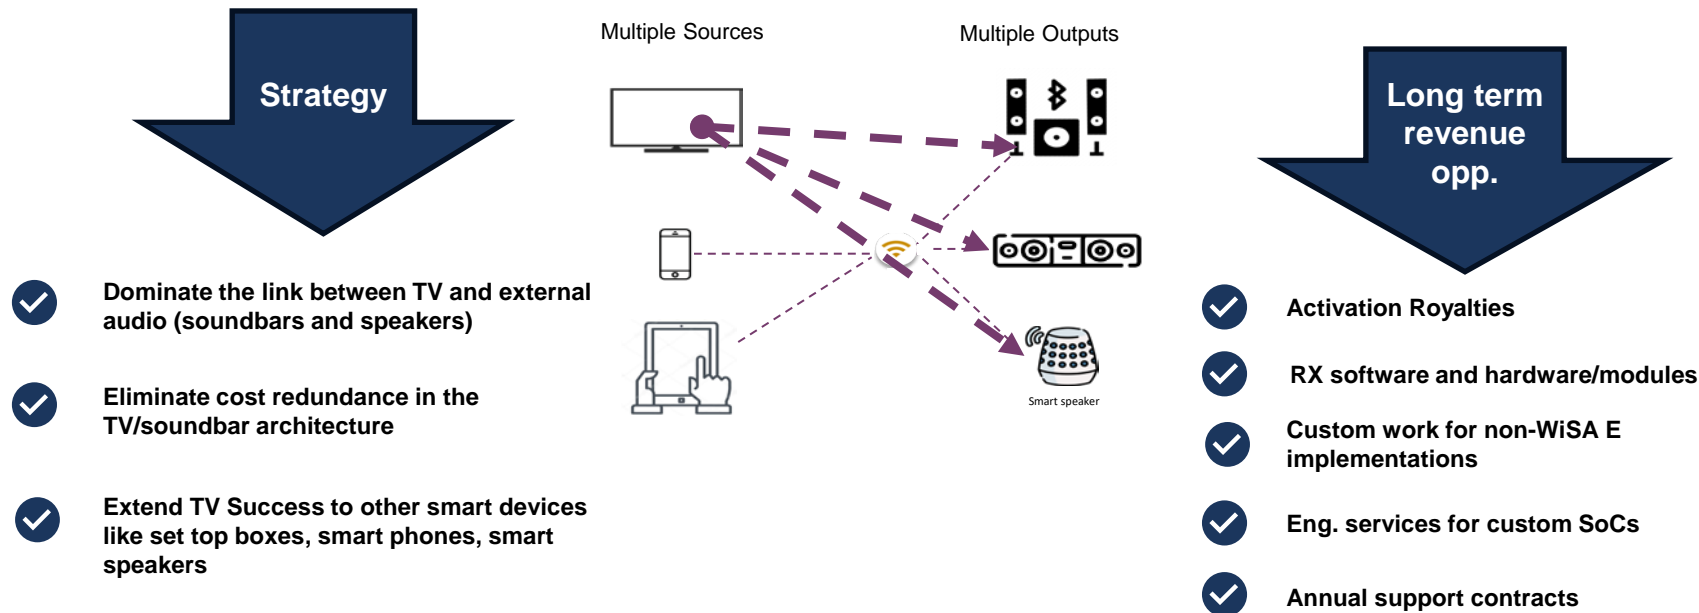 Strategy
Dominate the link between TV and external
audio (soundbars and speakers)
Eliminate cost redundance in the
TV/soundbar architecture
Extend TV Success to other smart devices
like set top boxes, smart phones, smart
speakers
Multiple Sources
Multiple Outputs
Smart speaker
Long term
revenue
opp.
Activation Royalties
RX software and hardware/modules
Custom work for non-WiSA E
implementations
Eng. services for custom SoCs
Annual support contracts